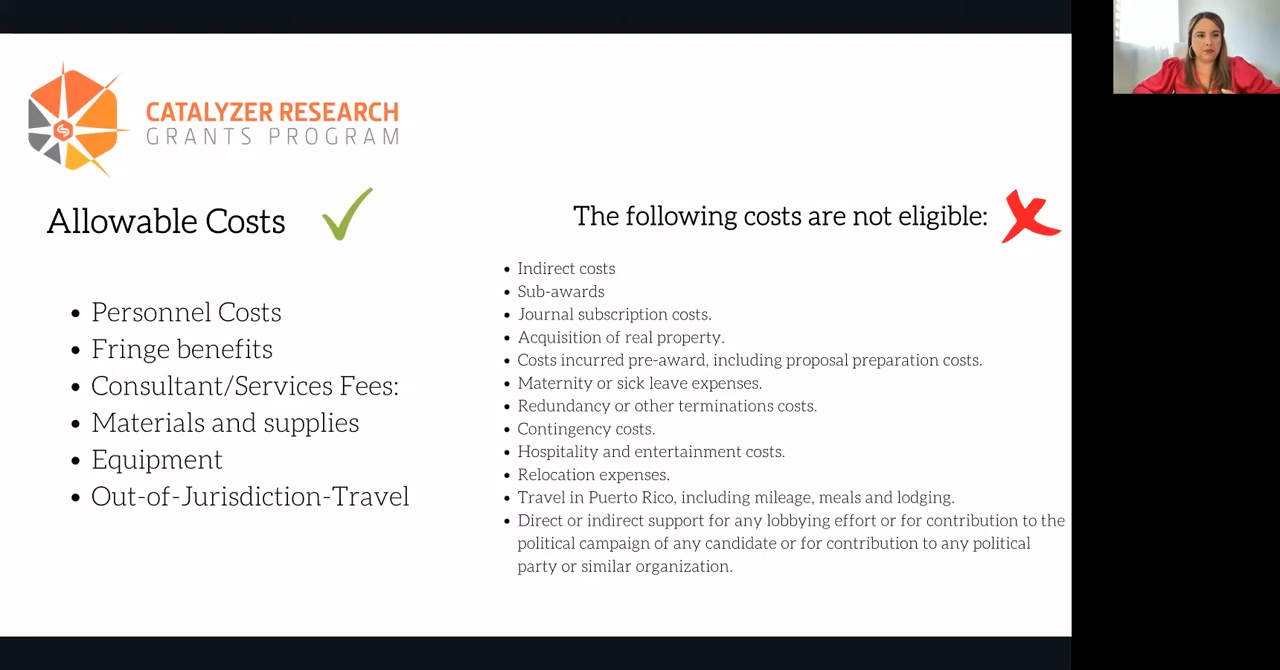 CATALYZER RESEARCH
GRANTS PROGRAM
Allowable Costs
• Personnel Costs
• Fringe benefits
• Consultant/Services Fees:
• Materials and supplies
• Equipment
• Out-of-Jurisdiction-Travel
The following costs are not eligible:
• Indirect costs
• Sub-awards
• Journal subscription costs.
• Acquisition of real property.
• Costs incurred pre-award, including proposal preparation costs.
• Maternity or sick leave expenses.
• Redundancy or other terminations costs.
• Contingency costs.
• Hospitality and entertainment costs.
• Relocation expenses.
• Travel in Puerto Rico, including mileage, meals and lodging.
• Direct or indirect support for any lobbying effort or for contribution to the
political campaign of any candidate or for contribution to any political
party or similar organization.